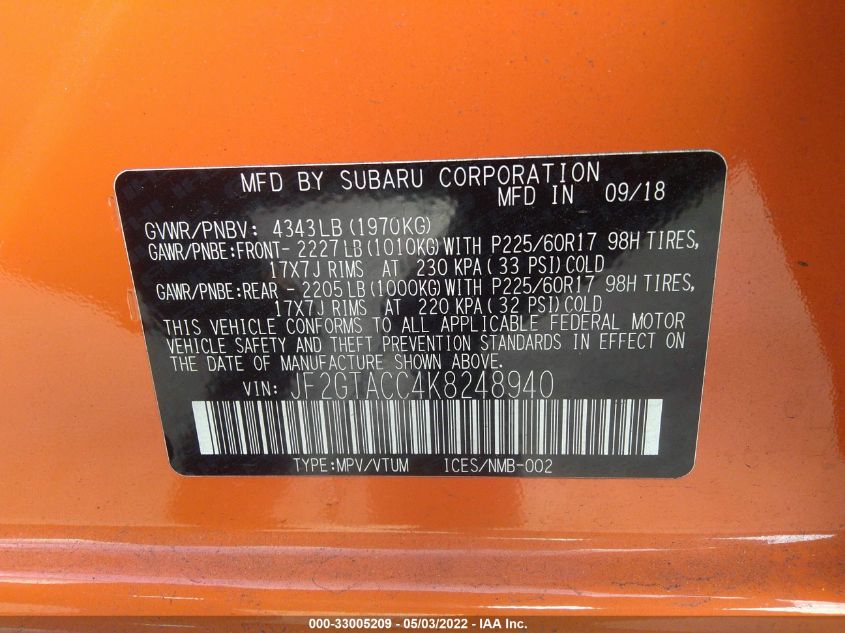 MFD BY SUBARU CORPORATION
MFD IN 09/18
GVWR/PNBV: 4343LB (1970KG)
GAWR/PNBE:FRONT- 2227LB (1010KG) WITH P225/60R17 98H TIRES,
17X7J RIMS AT 230 KPA ( 33 PSI) COLD
GAWR/PNBE:REAR - 2205LB (1000KG) WITH P225/60R17 98H TIRES,
17X7J RIMS AT 220 KPA ( 32 PSI) COLD
THIS VEHICLE CONFORMS TO ALL APPLICABLE FEDERAL MOTOR
VEHICLE SAFETY AND THEFT PREVENTION STANDARDS IN EFFECT
ON THE DATE OF MANUFACTURE SHOWN ABOVE.
VIN: JF2GTACC4K8248940
TYPE:MPV/VTUM ICES/NMB-002
000-33005209 - 05/03/2022 - IAA Inc.